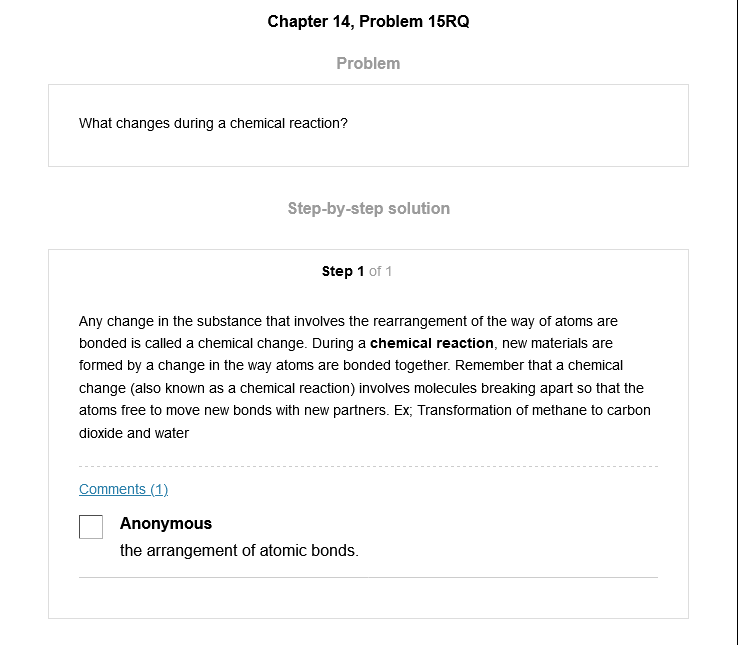 Chapter 14, Problem 15RQ
Problem
What changes during a chemical reaction?
Step-by-step solution
Step 1 of 1
Any change in the substance that involves the rearrangement of the way of atoms are
bonded is called a chemical change. During a chemical reaction, new materials are
formed by a change in the way atoms are bonded together. Remember that a chemical
change (also known as a chemical reaction) involves molecules breaking apart so that the
atoms free to move new bonds with new partners. Ex; Transformation of methane to carbon
dioxide and water
Comments (1)
Anonymous
the arrangement of atomic bonds.